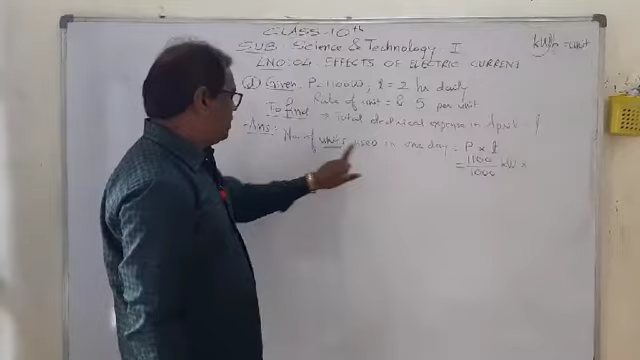 CLASS-10th
SUB: Science & Technology I
kWh = unit
LNO:04 EFFECTS OF ELECTRIC CURRENT
d) Given - P = 1100W, t = 2 hrs daily
Rate of unit = ₹ 5 per unit
To find → Total electrical expense in April = ?
Ans: No of units used in one day = P × t
= 1100/1000 kW ×